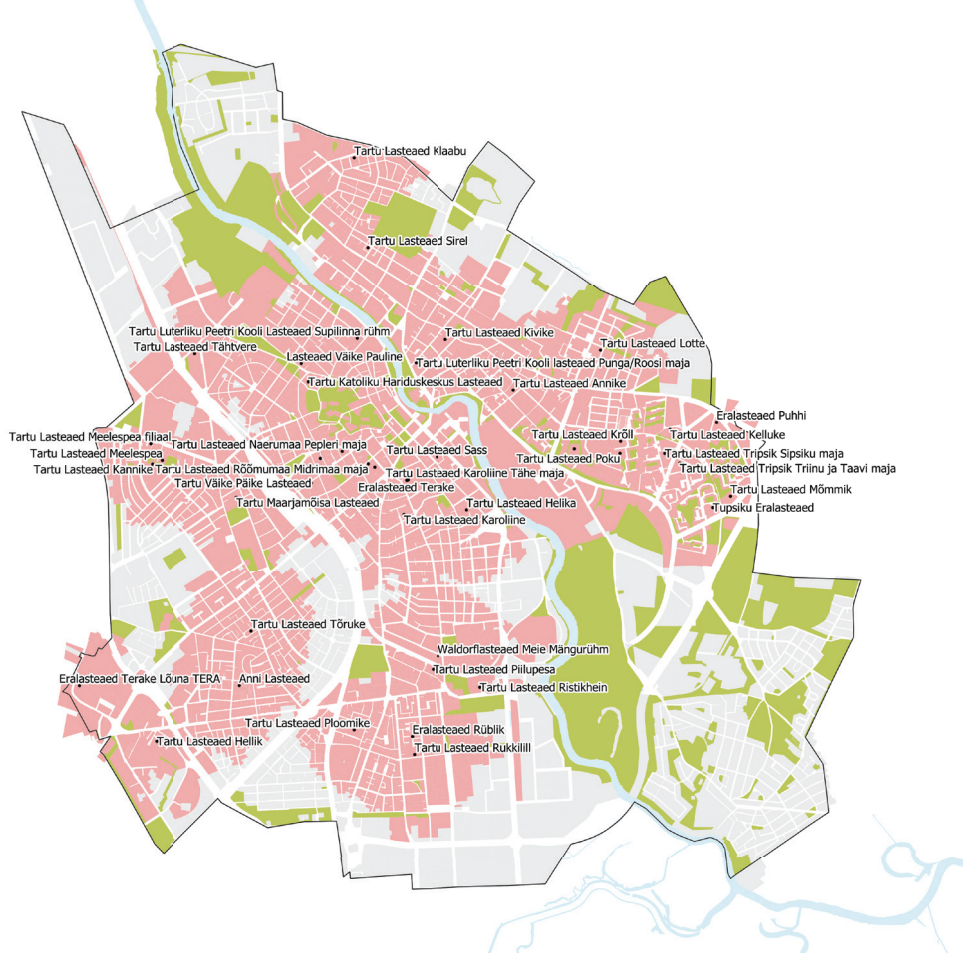 Tartu Lasteaed Klaabu
Tartu Lasteaed Sirel
Tartu Luterliku Peetri Kooli Lasteaed Supilinna rühm
Tartu Lasteaed Kivike
Tartu Lasteaed Lotte
Tartu Lasteaed Tähtvere
Lasteaed Väike Pauline
Tartu Luterliku Peetri Kooli lasteaed Punga/Roosi maja
Tartu Katoliku Hariduskeskus Lasteaed
Tartu Lasteaed Annike
Eralasteaed Puhhi
Tartu Lasteaed Meelespea filiaal
Tartu Lasteaed Naerumaa Pepleri maja
Tartu Lasteaed Krõll
Tartu Lasteaed Kelluke
Tartu Lasteaed Meelespea
Tartu Lasteaed Sass
Tartu Lasteaed Poku
Tartu Lasteaed Tripsik Sipsiku maja
Tartu Lasteaed Kannike
Tartu Lasteaed Rõõmumaa Midrimaa maja
Tartu Lasteaed Karoliine Tähe maja
Tartu Lasteaed Tripsik Triinu ja Taavi maja
Tartu Väike Päike Lasteaed
Eralasteaed Terake
Tartu Lasteaed Mõmmik
Tartu Maarjamõisa Lasteaed
Tartu Lasteaed Helika
Tupsiku Eralasteaed
Tartu Lasteaed Karoliine
Tartu Lasteaed Tõruke
Waldorflasteaed Meie Mängurühm
Tartu Lasteaed Piilupesa
Eralasteaed Terake Lõuna TERA
Anni Lasteaed
Tartu Lasteaed Ristikhein
Tartu Lasteaed Ploomike
Eralasteaed Rüblik
Tartu Lasteaed Hellik
Tartu Lasteaed Rukkilill